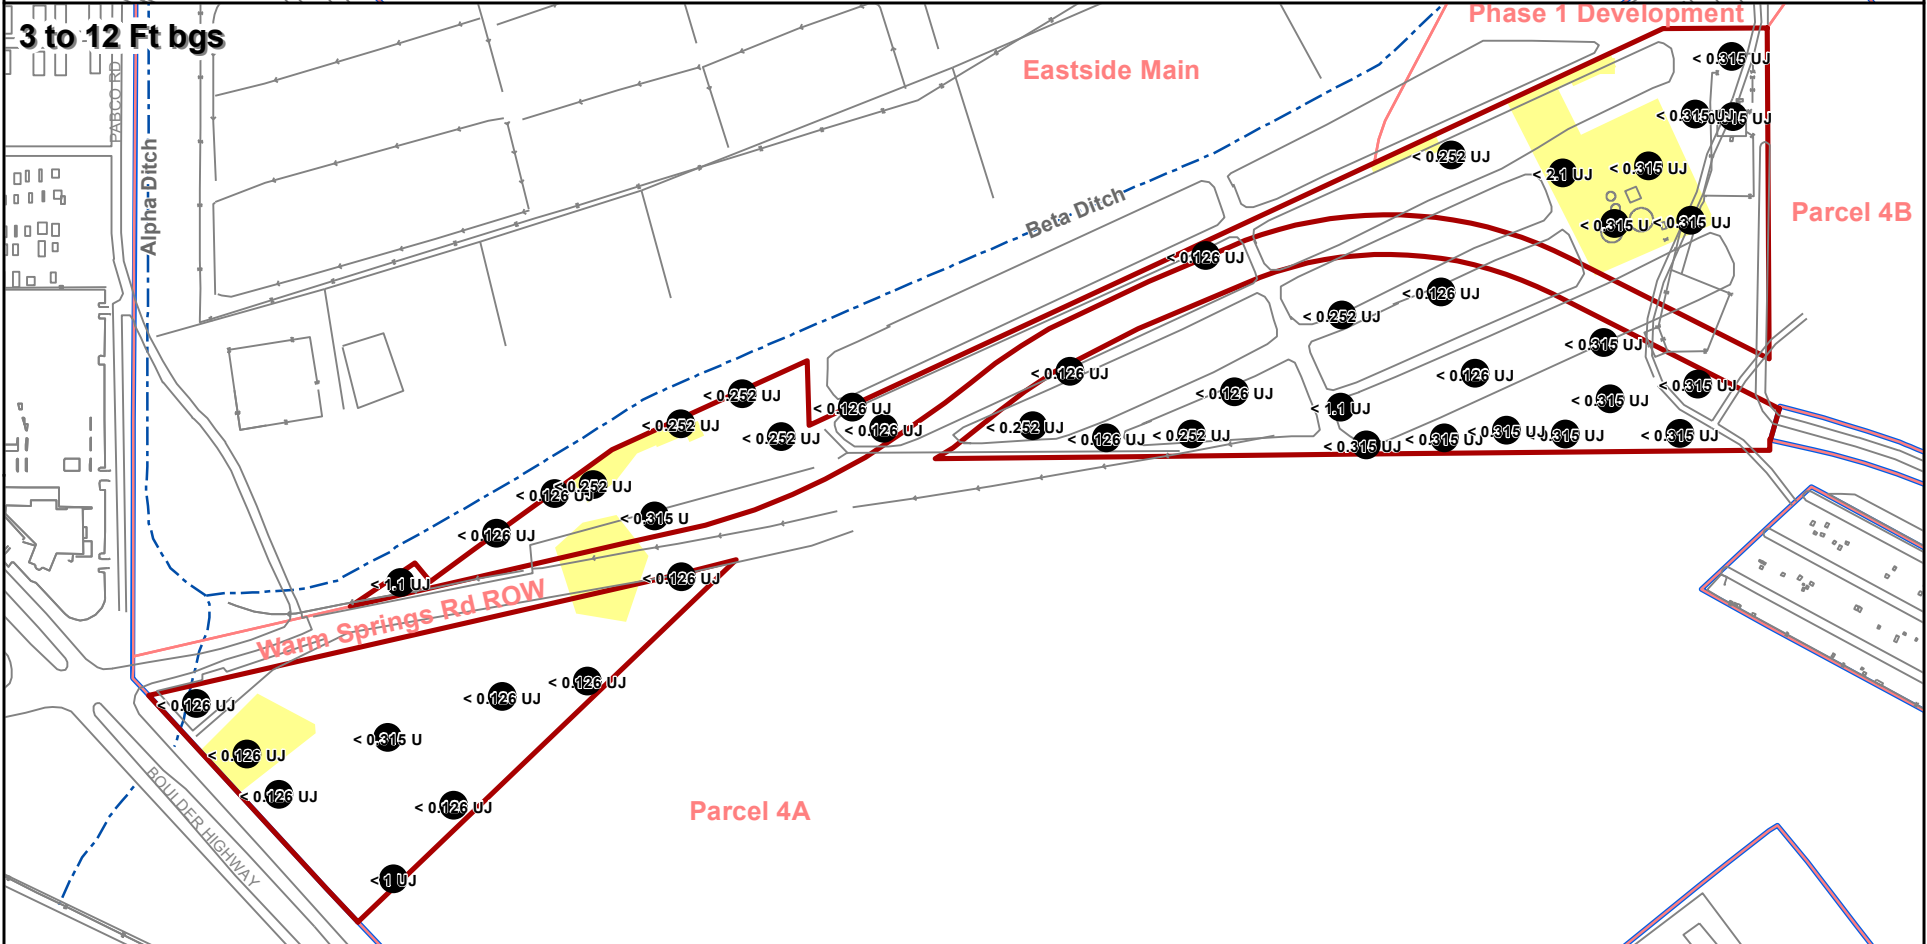 Phase 1 Development
3 to 12 Ft bgs
Eastside Main
PABCO RD
Alpha Ditch
Beta Ditch
Parcel 4B
< 0.315 UJ
< 0.315 UJ
< 0.315 UJ
< 0.252 UJ
< 2.1 UJ
< 0.315 UJ
< 0.315 U
< 0.315 UJ
< 0.126 UJ
< 0.126 UJ
< 0.252 UJ
< 0.315 UJ
< 0.126 UJ
< 0.126 UJ
< 0.315 UJ
< 0.252 UJ
< 0.126 UJ
< 0.315 UJ
< 0.126 UJ
< 1.1 UJ
< 0.252 UJ
< 0.126 UJ
< 0.252 UJ
< 0.252 UJ
< 0.126 UJ
< 0.252 UJ
< 0.315 UJ
< 0.315 UJ
< 0.315 UJ
< 0.315 UJ
< 0.315 UJ
< 0.126 UJ
< 0.252 UJ
< 0.315 U
< 0.126 UJ
< 1.1 UJ
< 0.126 UJ
Warm Springs Rd ROW
< 0.126 UJ
< 0.126 UJ
< 0.126 UJ
< 0.315 U
< 0.126 UJ
< 0.126 UJ
< 0.126 UJ
Parcel 4A
BOULDER HIGHWAY
< 1 UJ